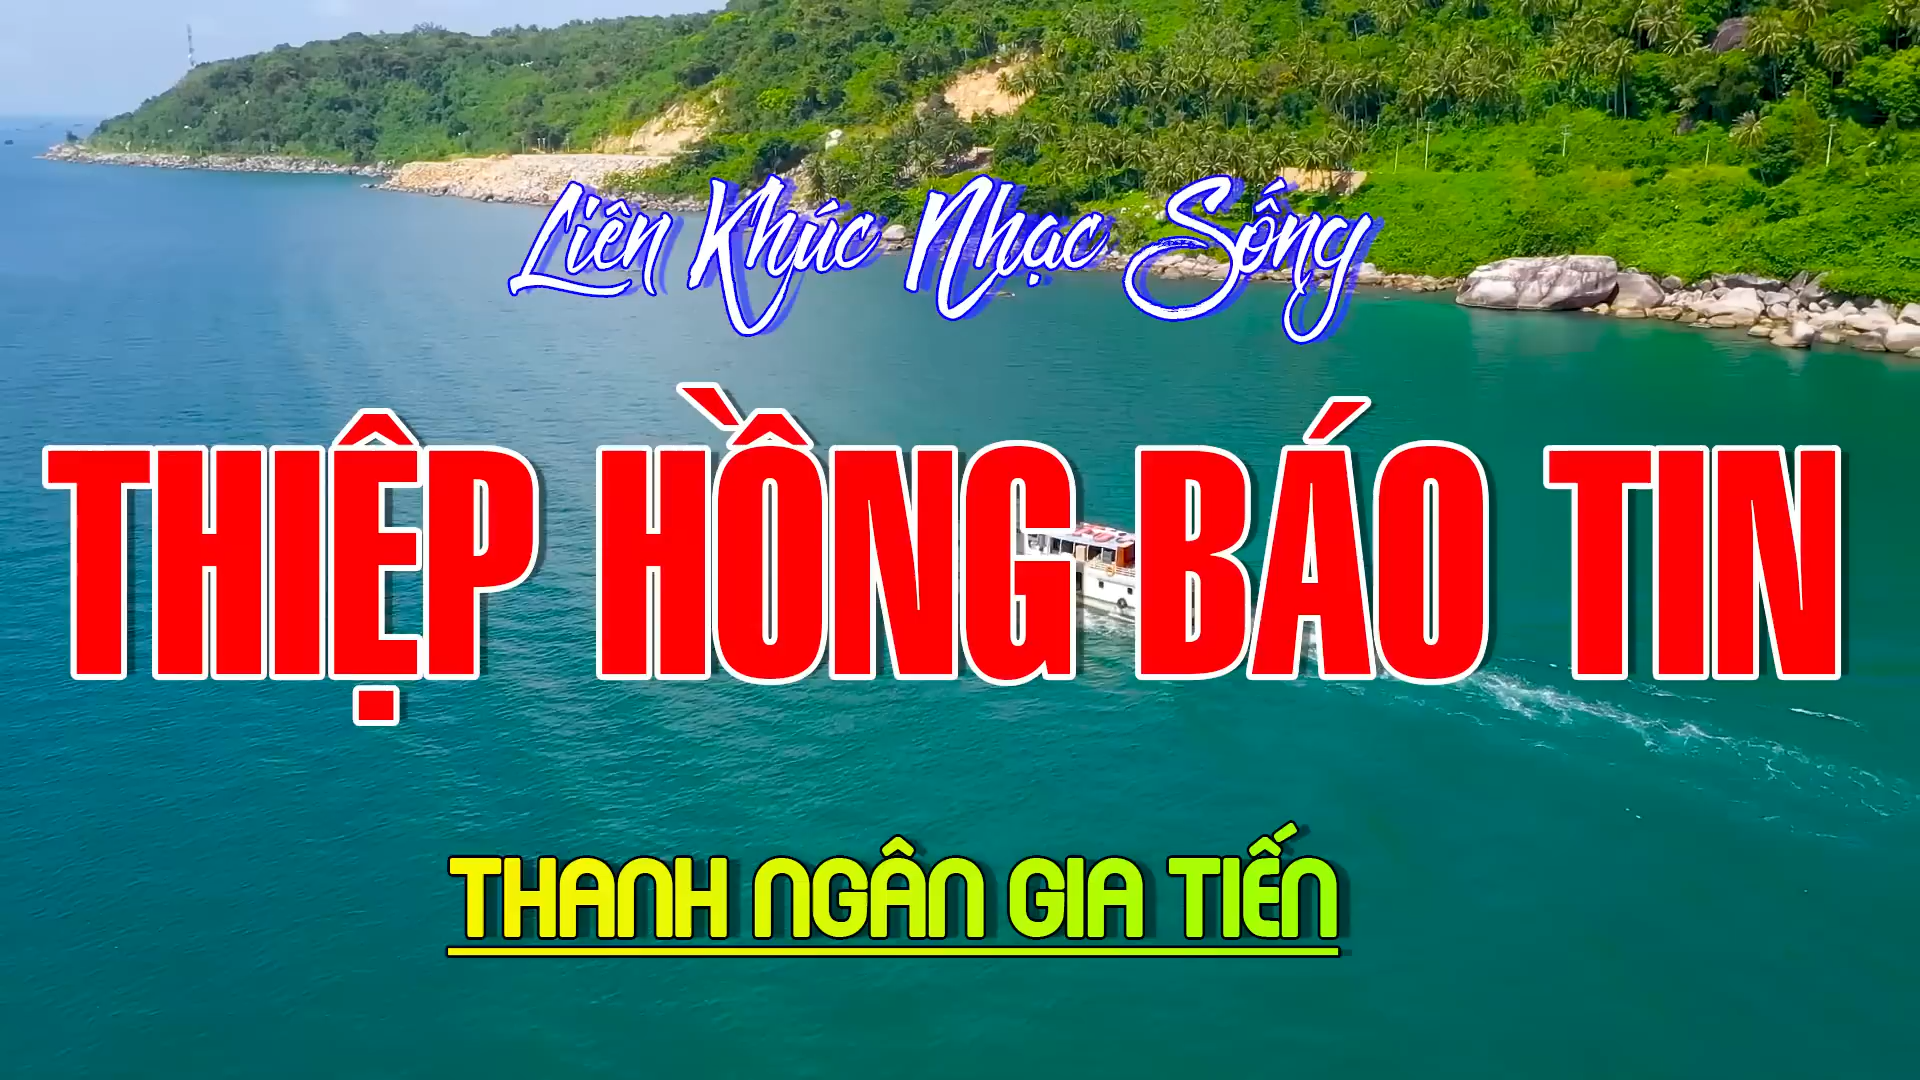 Liên Khúc Nhạc Sống
THIỆP HỒNG BÁO TIN
THANH NGÂN GIA TIẾN